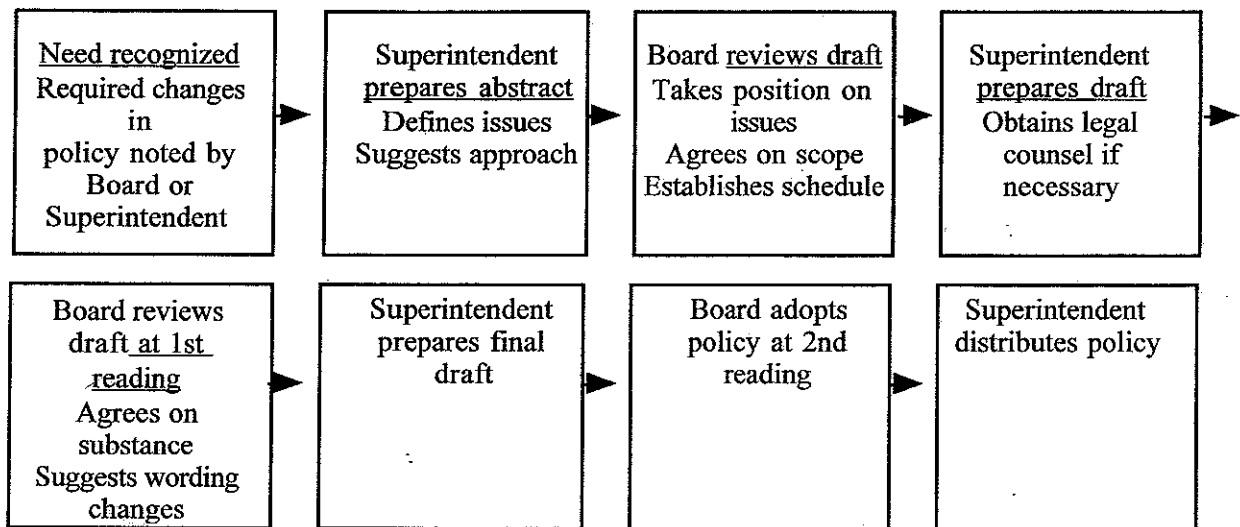 Need recognized
Required changes
in
policy noted by
Board or
Superintendent
Superintendent
prepares abstract
Defines issues
Suggests approach
Board reviews draft
Takes position on
issues
Agrees on scope
Establishes schedule
Superintendent
prepares draft
Obtains legal
counsel if
necessary
Board reviews
draft at 1st
reading
Agrees on
substance
Suggests wording
changes
Superintendent
prepares final
draft
Board adopts
policy at 2nd
reading
Superintendent
distributes policy